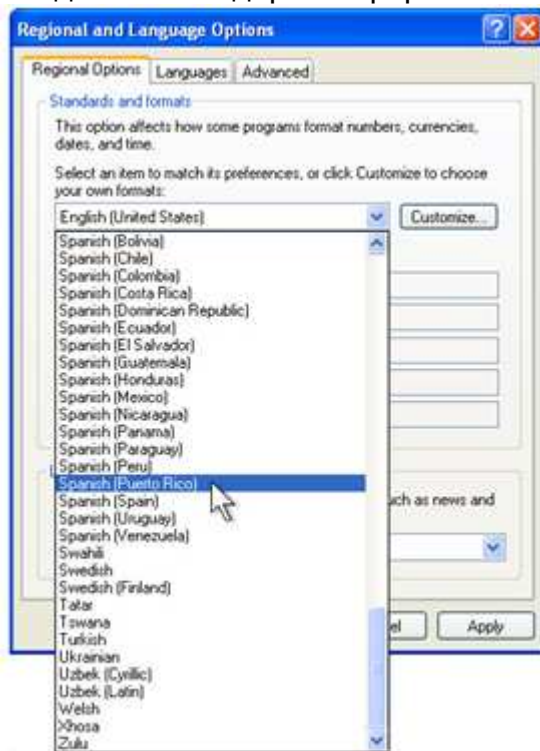 Regional and Language Options
Regional Options Languages Advanced
Standards and formats
This option affects how some programs format numbers, currencies,
dates, and time.
Select an item to match its preferences, or click Customize to choose
your own formats:
English (United States) Customize...
Spanish (Bolivia)
Spanish (Chile)
Spanish (Colombia)
Spanish (Costa Rica)
Spanish (Dominican Republic)
Spanish (Ecuador)
Spanish (El Salvador)
Spanish (Guatemala)
Spanish (Honduras)
Spanish (Mexico)
Spanish (Nicaragua)
Spanish (Panama)
Spanish (Paraguay)
Spanish (Peru)
Spanish (Puerto Rico)
Spanish (Spain) uch as news and
Spanish (Uruguay)
Spanish (Venezuela)
Swahili
Swedish
Swedish (Finland)
Tatar
Tswana el Apply
Turkish
Ukrainian
Uzbek (Cyrillic)
Uzbek (Latin)
Welsh
Xhosa
Zulu